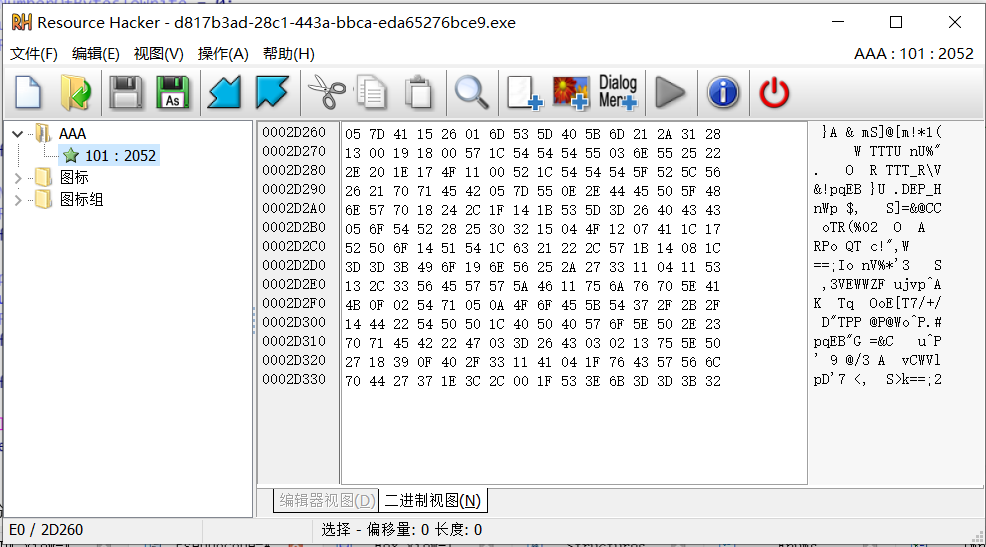 Resource Hacker - d817b3ad-28c1-443a-bbca-eda65276bce9.exe
文件(F) 编辑(E) 视图(V) 操作(A) 帮助(H) AAA : 101 : 2052
As Dialog
Menu
AAA
101 : 2052
图标
图标组
0002D260 05 7D 41 15 26 01 6D 53 5D 40 5B 6D 21 2A 31 28 }A & mS]@[m!*1(
0002D270 13 00 19 18 00 57 1C 54 54 54 55 03 6E 55 25 22 W TTTU nU%"
0002D280 2E 20 1E 17 4F 11 00 52 1C 54 54 54 5F 52 5C 56 . O R TTT_R\V
0002D290 26 21 70 71 45 42 05 7D 55 0E 2E 44 45 50 5F 48 &!pqEB }U .DEP_H
0002D2A0 6E 57 70 18 24 2C 1F 14 1B 53 5D 3D 26 40 43 43 nWp $, S]=&@CC
0002D2B0 05 6F 54 52 28 25 30 32 15 04 4F 12 07 41 1C 17 oTR(%02 O A
0002D2C0 52 50 6F 14 51 54 1C 63 21 22 2C 57 1B 14 08 1C RPo QT c!",W
0002D2D0 3D 3D 3B 49 6F 19 6E 56 25 2A 27 33 11 04 11 53 ==;Io nV%*'3 S
0002D2E0 13 2C 33 56 45 57 57 5A 46 11 75 6A 76 70 5E 41 ,3VEWWZF ujvp^A
0002D2F0 4B 0F 02 54 71 05 0A 4F 6F 45 5B 54 37 2F 2B 2F K Tq OoE[T7/+/
0002D300 14 44 22 54 50 50 1C 40 50 40 57 6F 5E 50 2E 23 D"TPP @P@Wo^P.#
0002D310 70 71 45 42 22 47 03 3D 26 43 03 02 13 75 5E 50 pqEB"G =&C u^P
0002D320 27 18 39 0F 40 2F 33 11 41 04 1F 76 43 57 56 6C ' 9 @/3 A vCWVl
0002D330 70 44 27 37 1E 3C 2C 00 1F 53 3E 6B 3D 3D 3B 32 pD'7 <, S>k==;2
编辑器视图(D) 二进制视图(N)
E0 / 2D260 选择 - 偏移量: 0 长度: 0